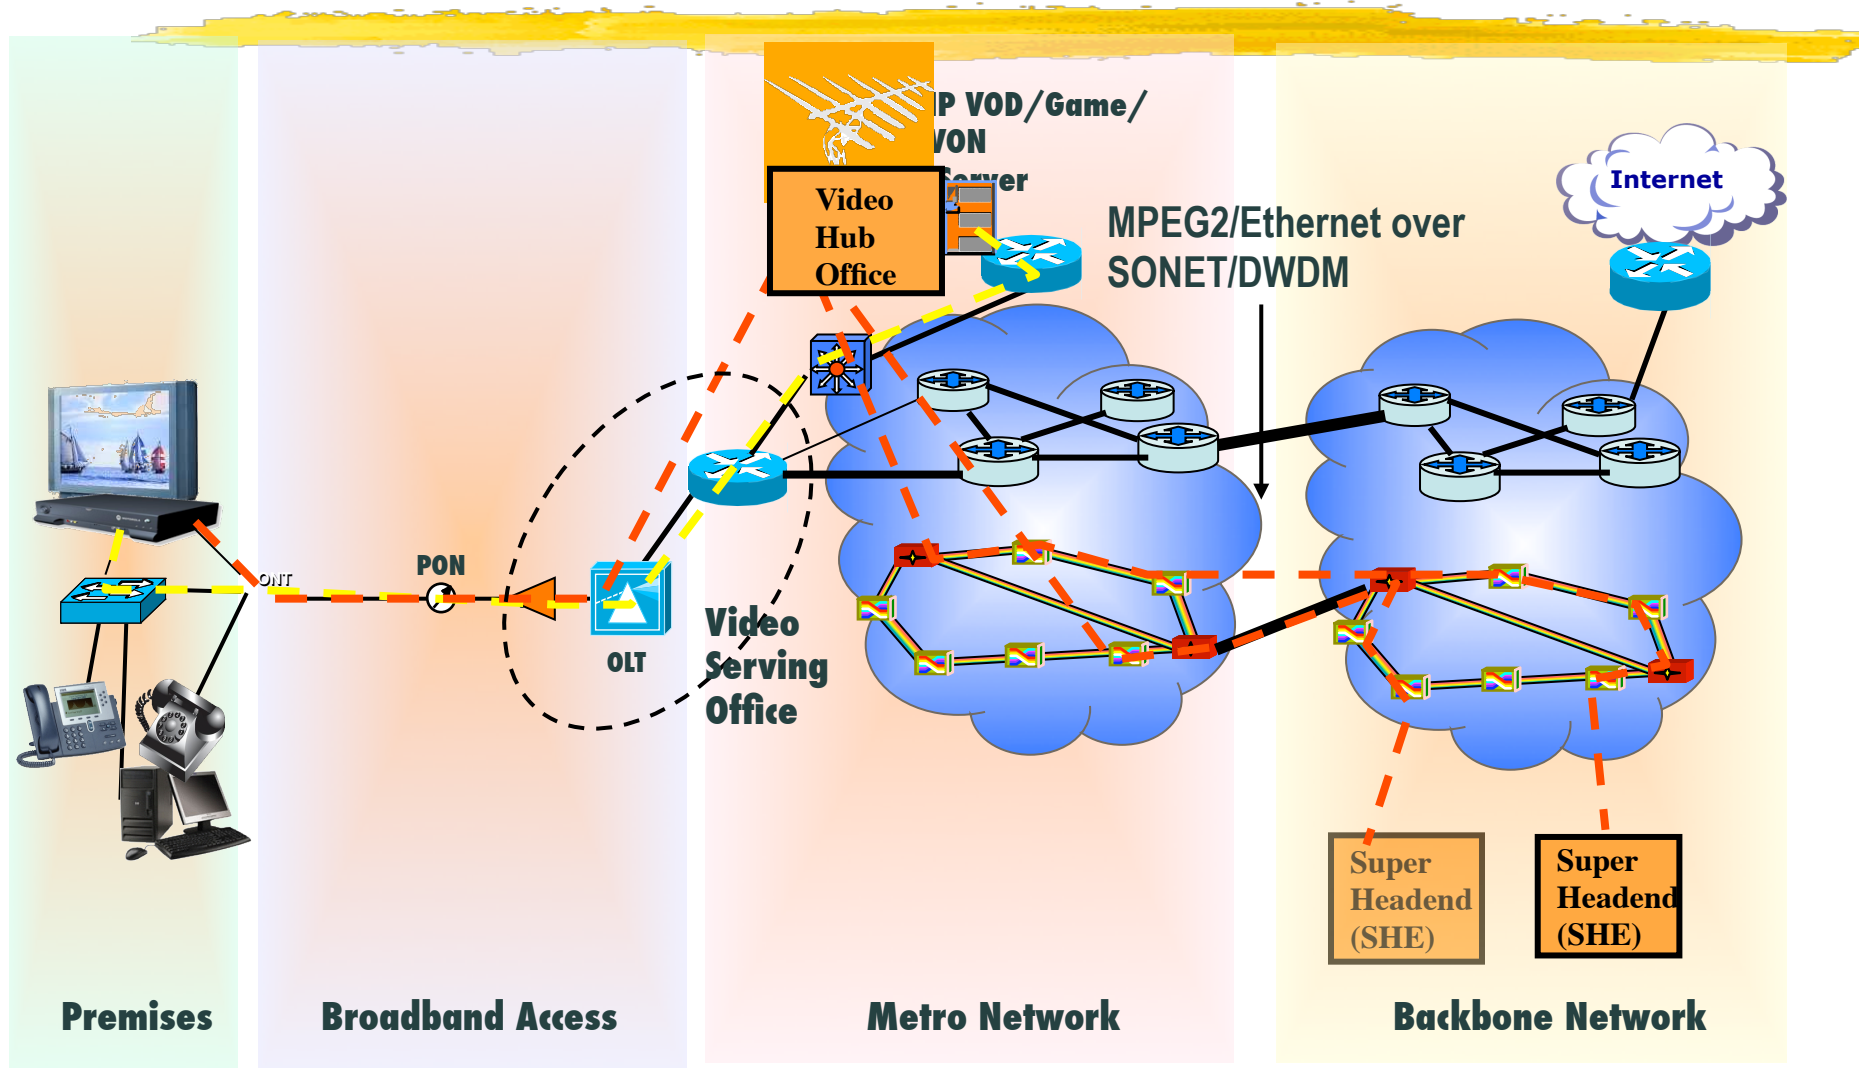 IP VOD/Game/
VON
Server
Video
Hub
Office
MPEG2/Ethernet over
SONET/DWDM
Internet
ONT
PON
OLT
Video
Serving
Office
Super
Headend
(SHE)
Super
Headend
(SHE)
Premises
Broadband Access
Metro Network
Backbone Network